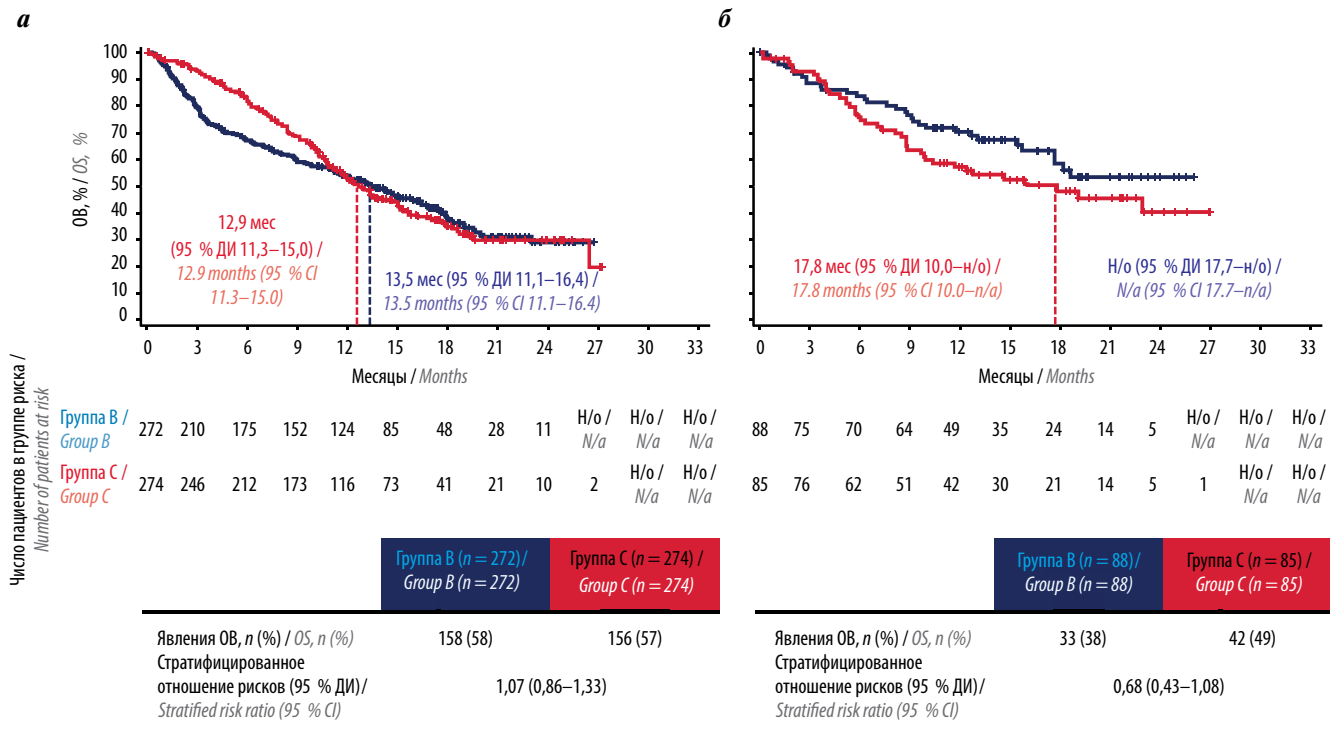 а
ОВ, % / OS, %
100
90
80
70
60
50
40
30
20
10
0
12,9 мес
(95 % ДИ 11,3–15,0) /
12.9 months (95 % CI
11.3–15.0)
13,5 мес (95 % ДИ 11,1–16,4) /
13.5 months (95 % CI 11.1–16.4)
0 3 6 9 12 15 18 21 24 27 30 33
Месяцы / Months
б
17,8 мес (95 % ДИ 10,0–н/о) /
17.8 months (95 % CI 10.0–n/a)
Н/о (95 % ДИ 17,7–н/о) /
N/a (95 % CI 17.7–n/a)
0 3 6 9 12 15 18 21 24 27 30 33
Месяцы / Months
Число пациентов в группе риска /
Number of patients at risk
Группа B /
Group B
272 210 175 152 124 85 48 28 11 Н/о / Н/о / Н/о /
N/a N/a N/a
88 75 70 64 49 35 24 14 5 Н/о / Н/о / Н/о /
N/a N/a N/a
Группа C /
Group C
274 246 212 173 116 73 41 21 10 2 Н/о / Н/о /
N/a N/a
85 76 62 51 42 30 21 14 5 1 Н/о / Н/о /
N/a N/a
Группа B (n = 272) /
Group B (n = 272)
Группа C (n = 274) /
Group C (n = 274)
Явления ОВ, n (%) / OS, n (%) 158 (58) 156 (57)
Стратифицированное
отношение рисков (95 % ДИ) / 1,07 (0,86–1,33)
Stratified risk ratio (95 % CI)
Группа B (n = 88) /
Group B (n = 88)
Группа C (n = 85) /
Group C (n = 85)
Явления ОВ, n (%) / OS, n (%) 33 (38) 42 (49)
Стратифицированное
отношение рисков (95 % ДИ) / 0,68 (0,43–1,08)
Stratified risk ratio (95 % CI)